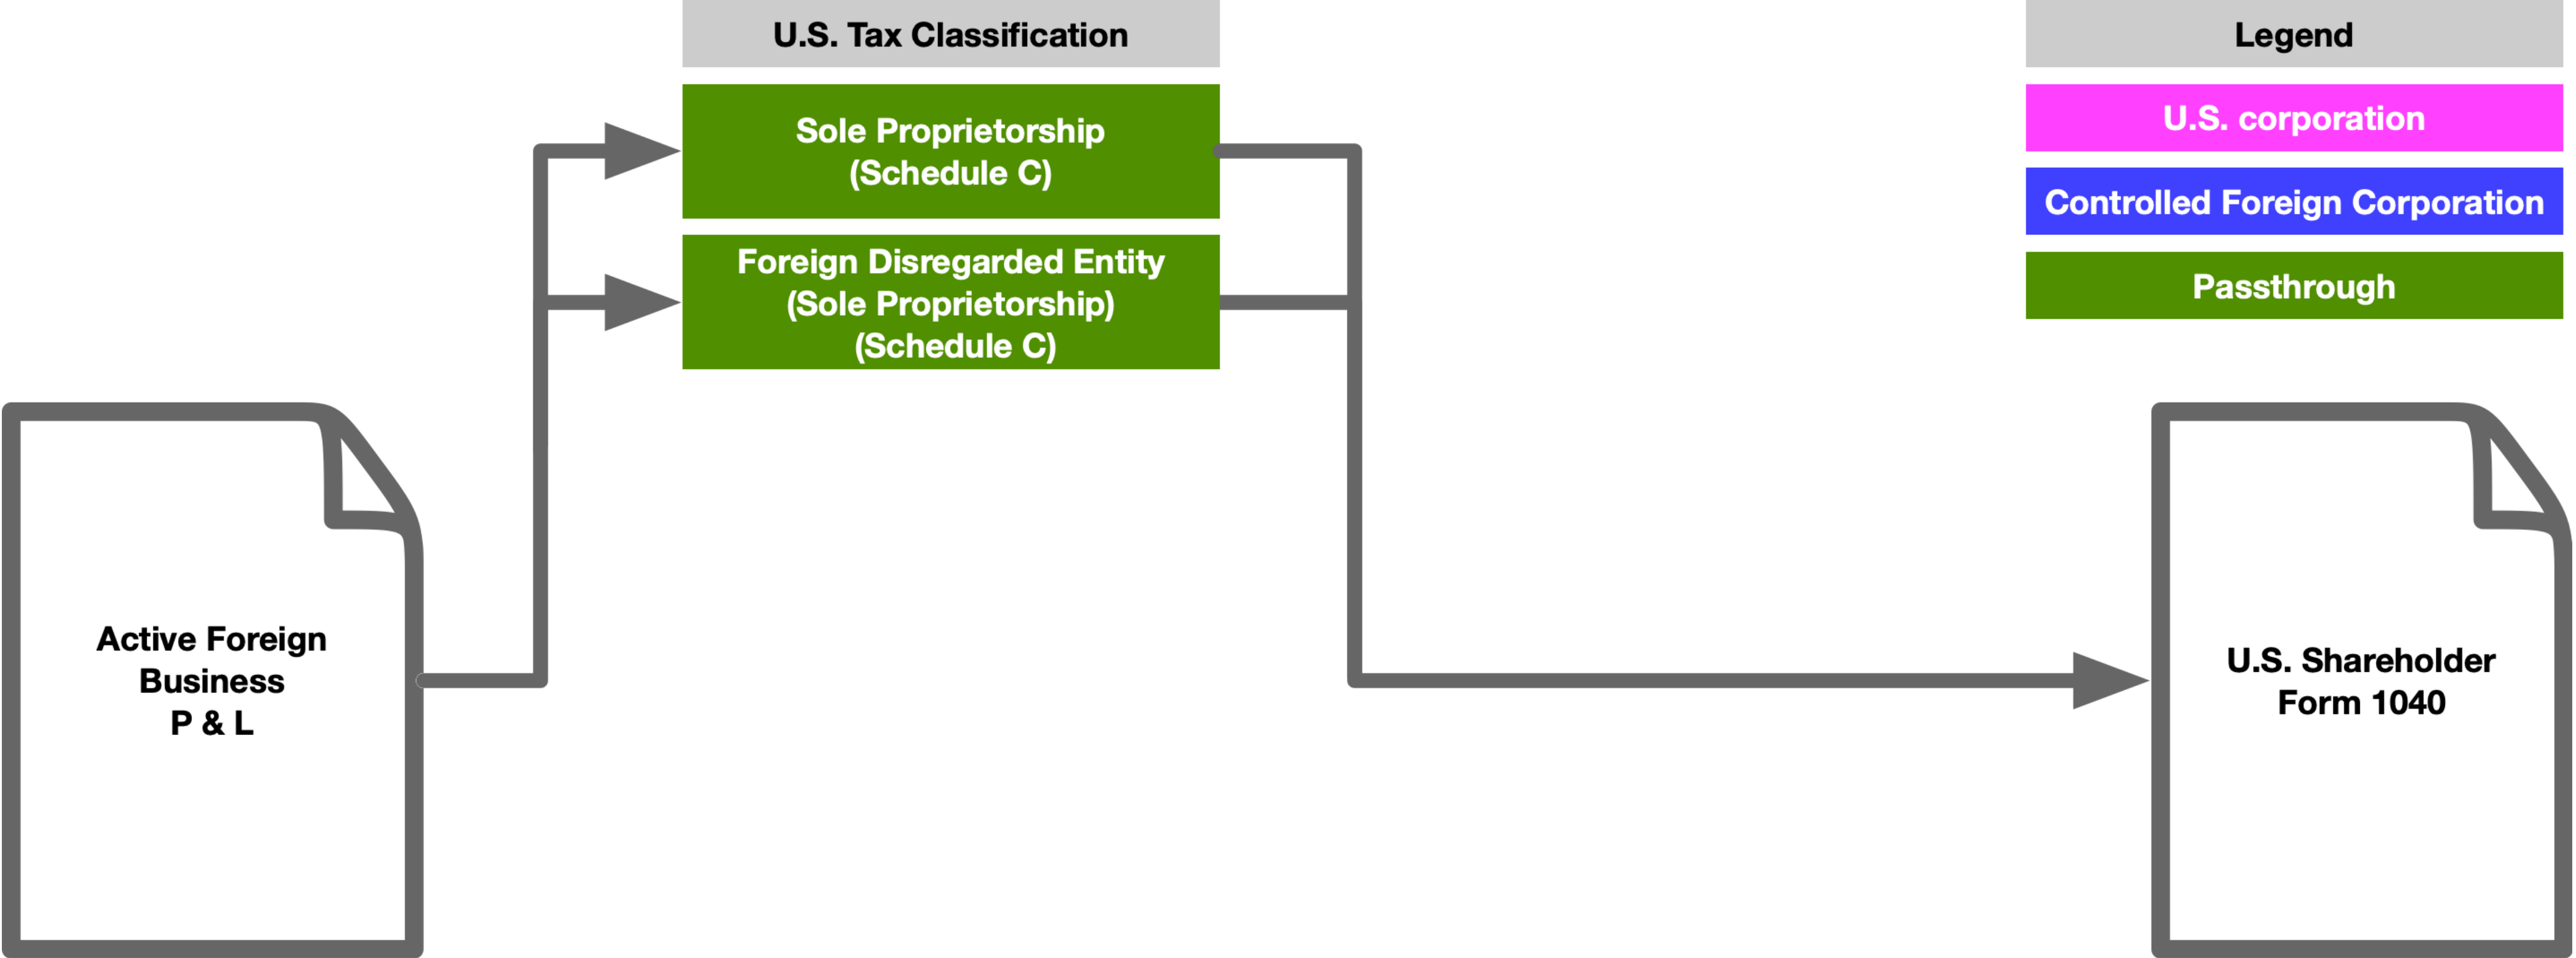 U.S. Tax Classification
Legend
Sole Proprietorship
(Schedule C)
U.S. corporation
Controlled Foreign Corporation
Foreign Disregarded Entity
(Sole Proprietorship)
(Schedule C)
Passthrough
Active Foreign
Business
P & L
U.S. Shareholder
Form 1040